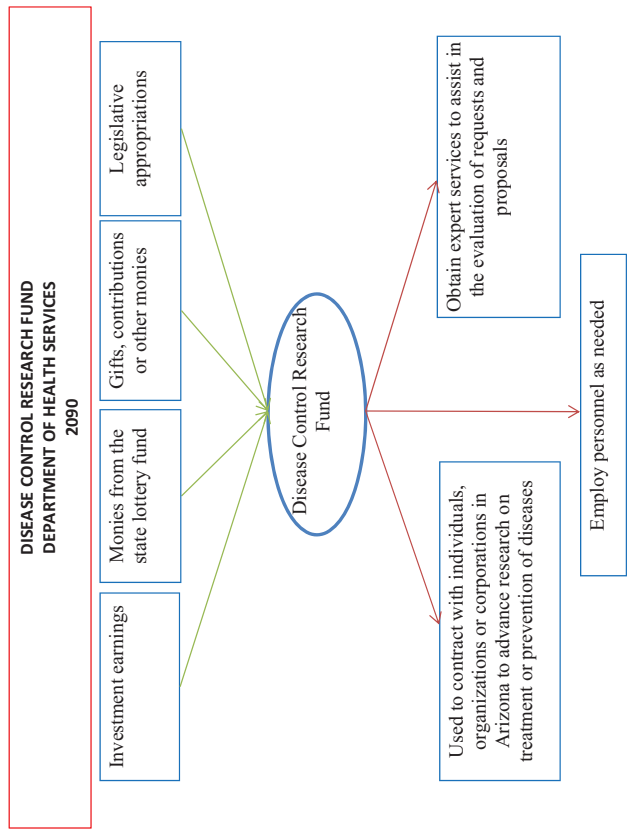 DISEASE CONTROL RESEARCH FUND
DEPARTMENT OF HEALTH SERVICES
2090
Investment earnings
Monies from the
state lottery fund
Gifts, contributions
or other monies
Legislative
appropriations
Disease Control Research
Fund
Used to contract with individuals,
organizations or corporations in
Arizona to advance research on
treatment or prevention of diseases
Employ personnel as needed
Obtain expert services to assist in
the evaluation of requests and
proposals